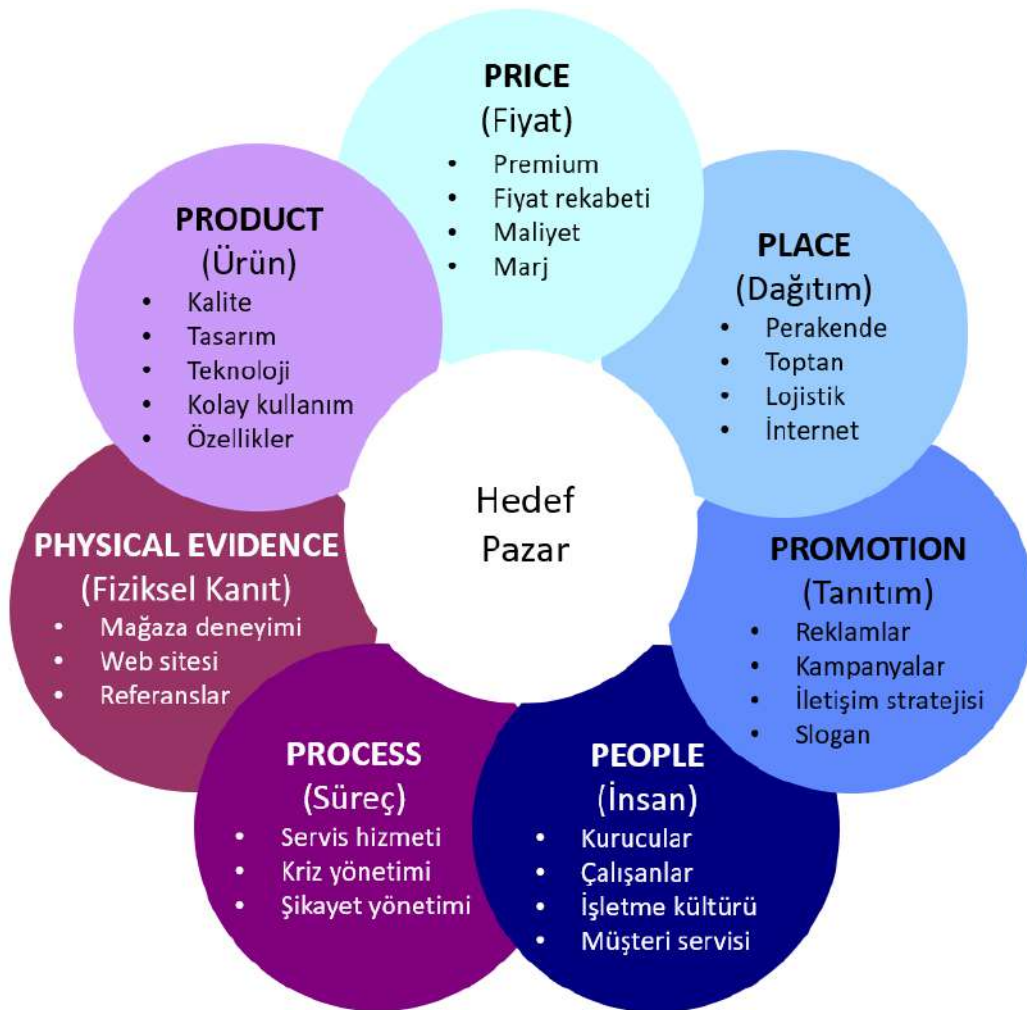 PRICE
(Fiyat)
• Premium
• Fiyat rekabeti
• Maliyet
• Marj
PLACE
(Dağıtım)
• Perakende
• Toptan
• Lojistik
• İnternet
PROMOTION
(Tanıtım)
• Reklamlar
• Kampanyalar
• İletişim stratejisi
• Slogan
PEOPLE
(İnsan)
• Kurucular
• Çalışanlar
• İşletme kültürü
• Müşteri servisi
PROCESS
(Süreç)
• Servis hizmeti
• Kriz yönetimi
• Şikayet yönetimi
PHYSICAL EVIDENCE
(Fiziksel Kanıt)
• Mağaza deneyimi
• Web sitesi
• Referanslar
PRODUCT
(Ürün)
• Kalite
• Tasarım
• Teknoloji
• Kolay kullanım
• Özellikler
Hedef
Pazar